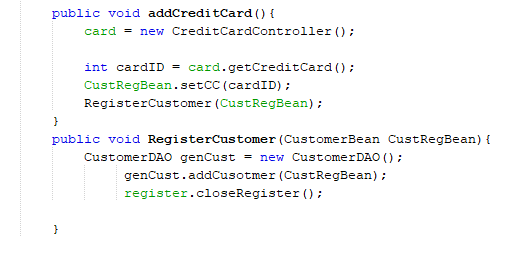 public void addCreditCard(){
card = new CreditCardController();
int cardID = card.getCreditCard();
CustRegBean.setCC(cardID);
RegisterCustomer(CustRegBean);
}
public void RegisterCustomer(CustomerBean CustRegBean){
CustomerDAO genCust = new CustomerDAO();
genCust.addCusotmer(CustRegBean);
register.closeRegister();
}